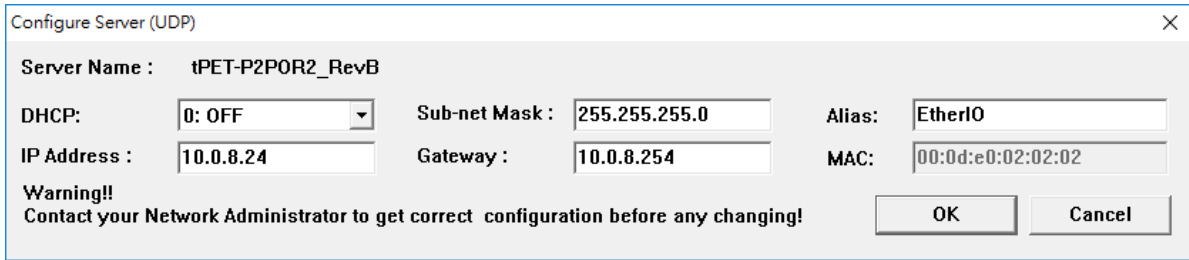 Configure Server (UDP)
Server Name : tPET-P2POR2_RevB
DHCP: 0: OFF Sub-net Mask : 255.255.255.0 Alias: EtherIO
IP Address : 10.0.8.24 Gateway : 10.0.8.254 MAC: 00:0d:e0:02:02:02
Warning!!
Contact your Network Administrator to get correct configuration before any changing!
OK Cancel